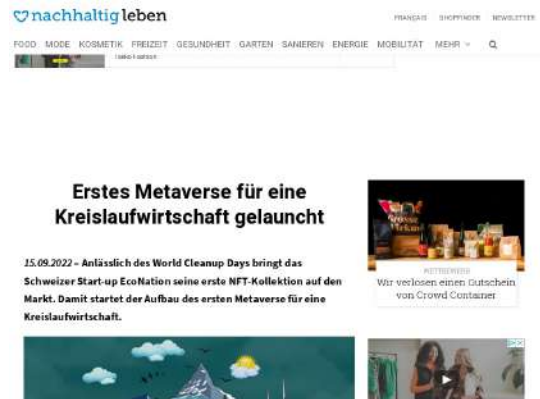 nachhaltig leben
FRANÇAIS SHOPFINDER NEWSLETTER
FOOD MODE KOSMETIK FREIZEIT GESUNDHEIT GARTEN SANIEREN ENERGIE MOBILITÄT MEHR
Erstes Metaverse für eine
Kreislaufwirtschaft gelauncht
15.09.2022 – Anlässlich des World Cleanup Days bringt das
Schweizer Start-up EcoNation seine erste NFT-Kollektion auf den
Markt. Damit startet der Aufbau des ersten Metaverse für eine
Kreislaufwirtschaft.
WETTBEWERB
Wir verlosen einen Gutschein
von Crowd Container